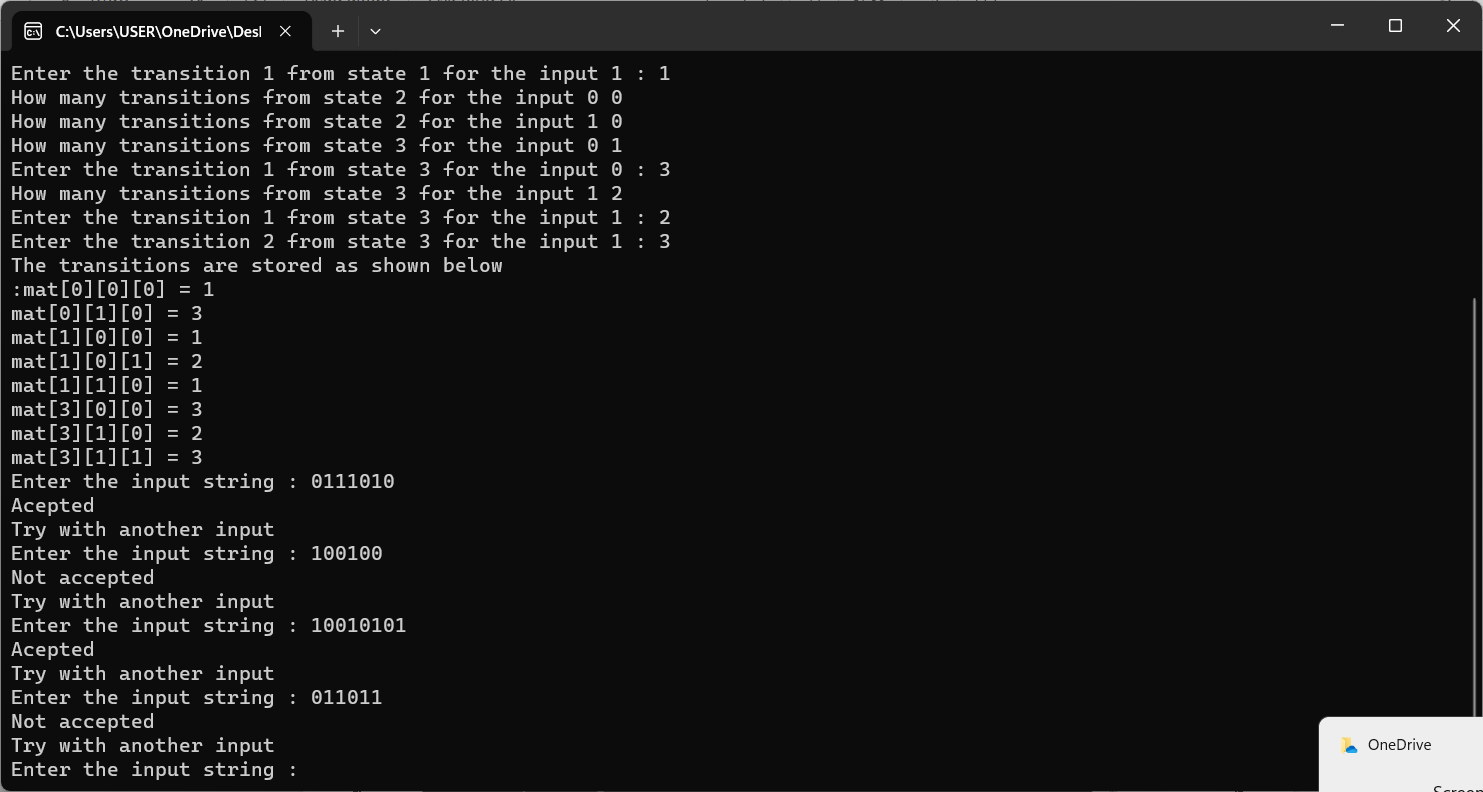 C:\Users\USER\OneDrive\Desl
Enter the transition 1 from state 1 for the input 1 : 1
How many transitions from state 2 for the input 0 0
How many transitions from state 2 for the input 1 0
How many transitions from state 3 for the input 0 1
Enter the transition 1 from state 3 for the input 0 : 3
How many transitions from state 3 for the input 1 2
Enter the transition 1 from state 3 for the input 1 : 2
Enter the transition 2 from state 3 for the input 1 : 3
The transitions are stored as shown below
:mat[0][0][0] = 1
mat[0][1][0] = 3
mat[1][0][0] = 1
mat[1][0][1] = 2
mat[1][1][0] = 1
mat[3][0][0] = 3
mat[3][1][0] = 2
mat[3][1][1] = 3
Enter the input string : 0111010
Acepted
Try with another input
Enter the input string : 100100
Not accepted
Try with another input
Enter the input string : 10010101
Acepted
Try with another input
Enter the input string : 011011
Not accepted
Try with another input
Enter the input string :
OneDrive